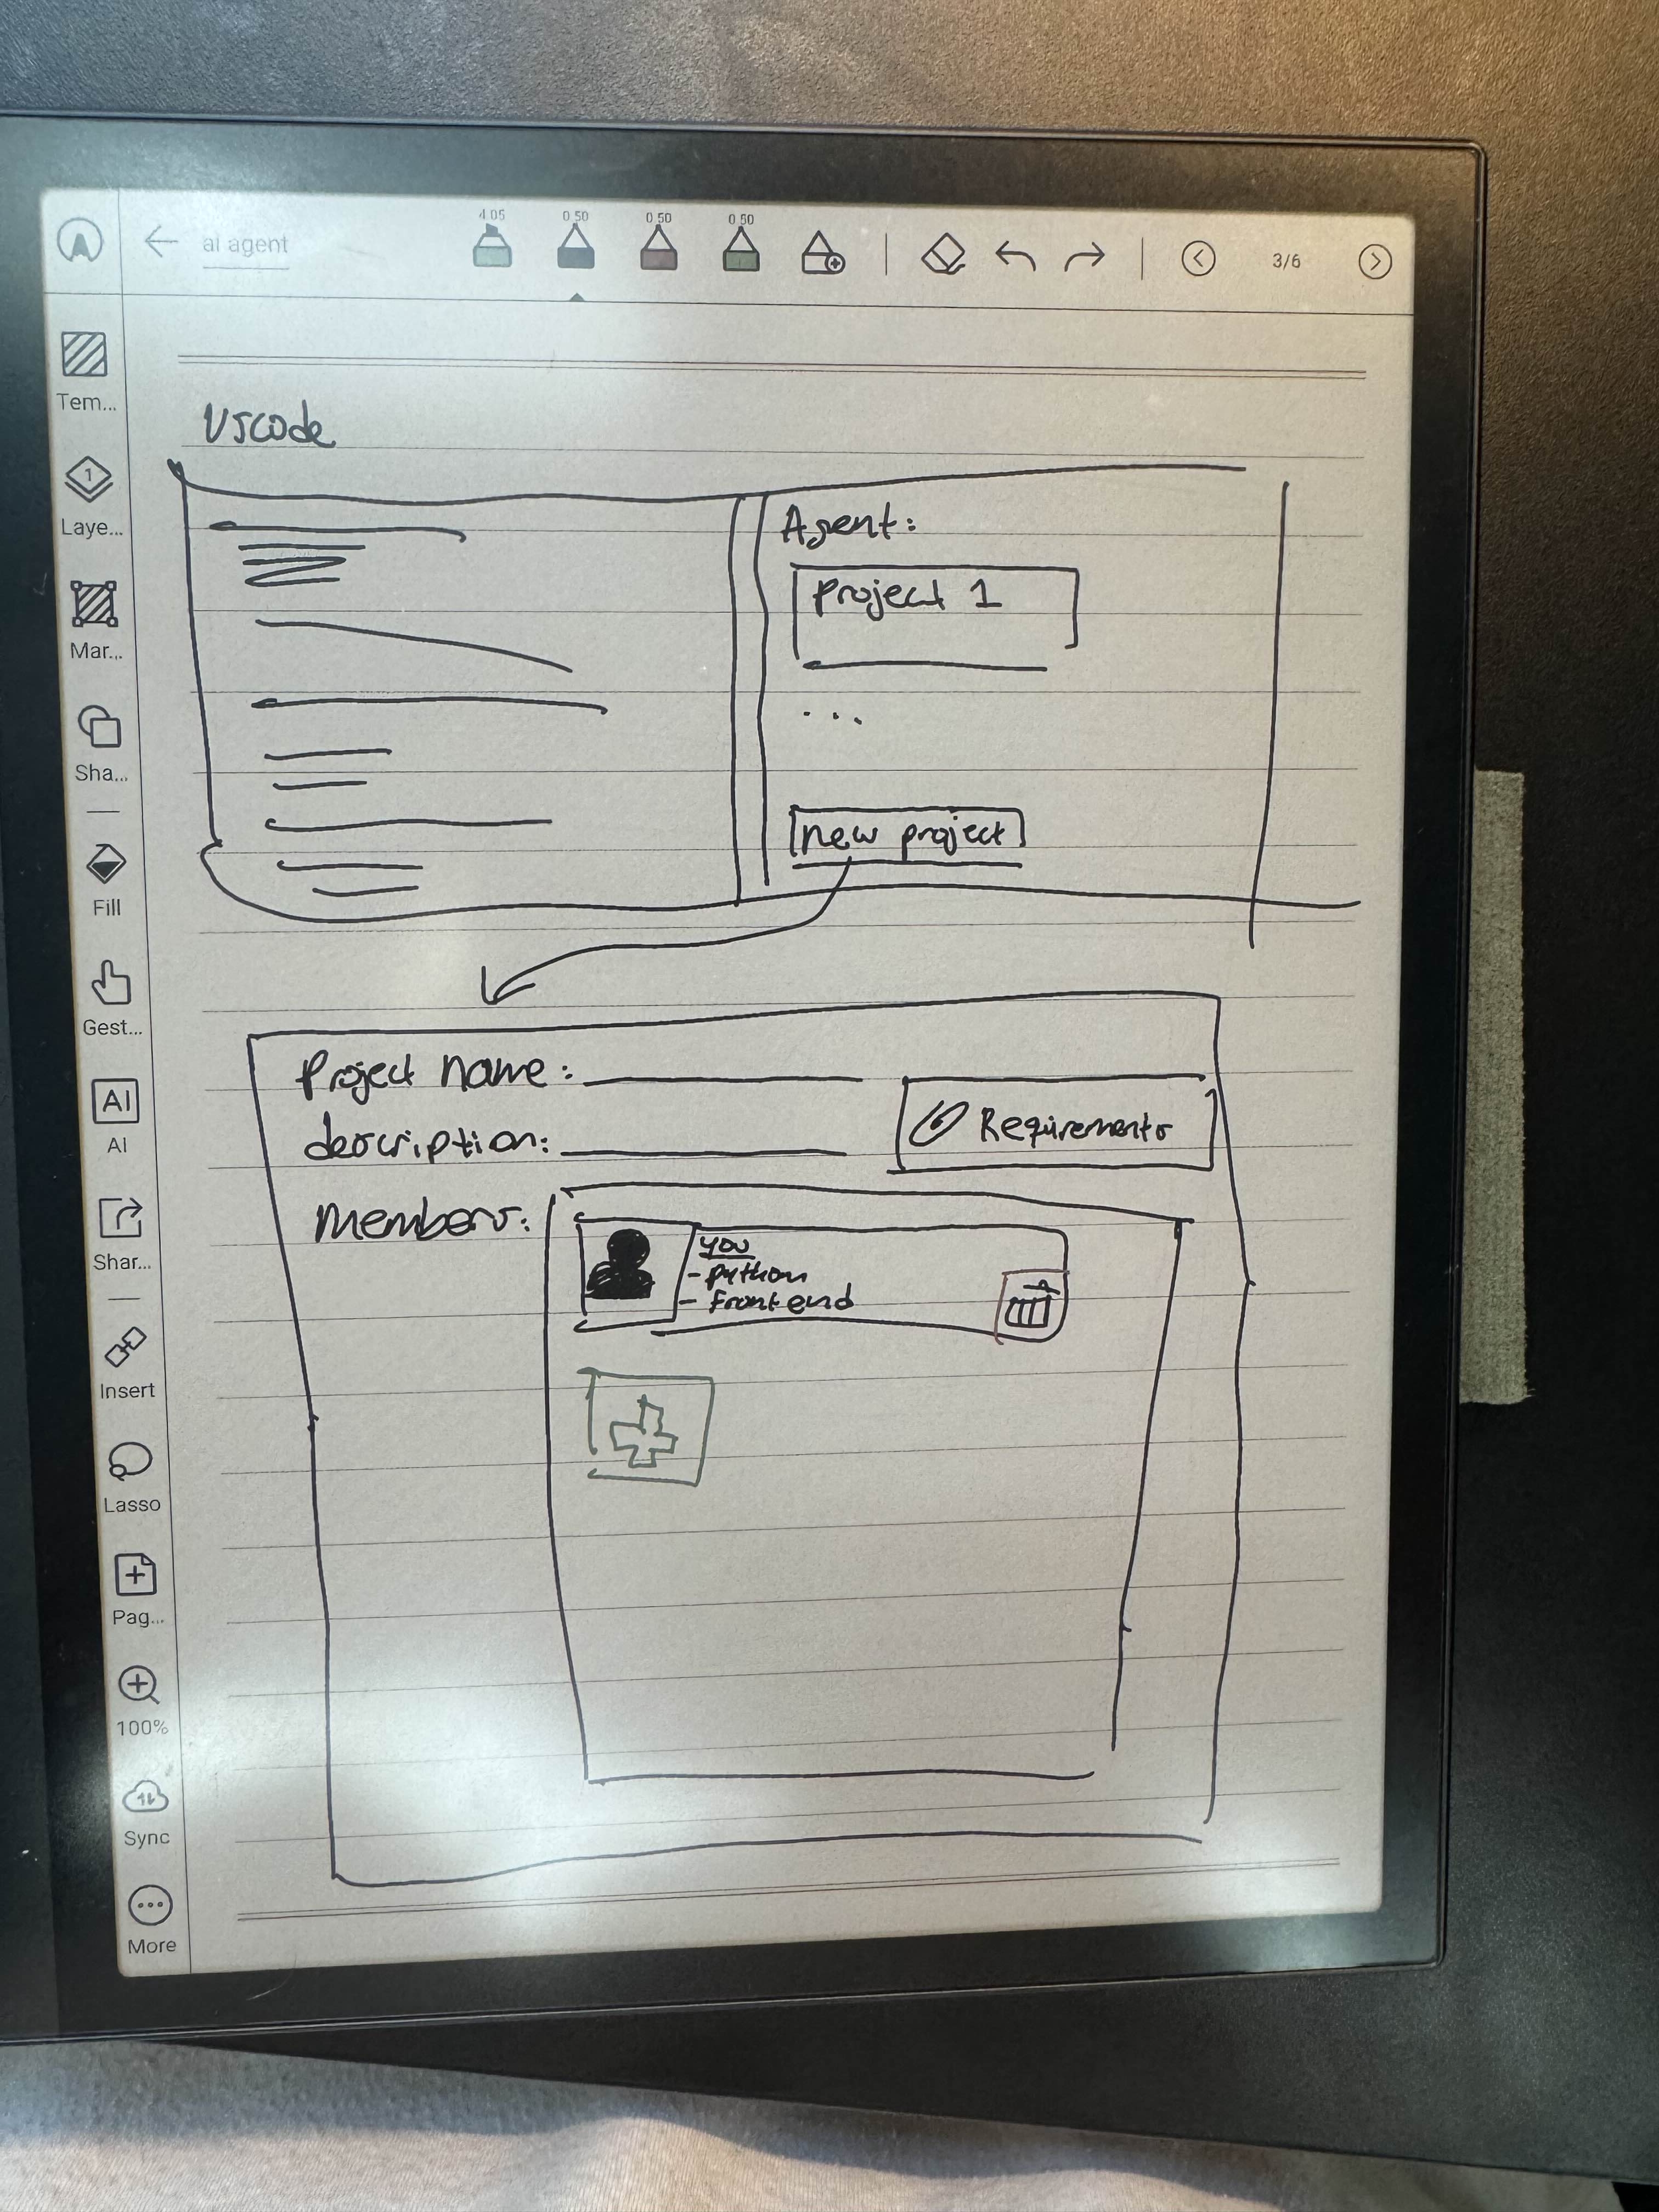 4.05 0.50 0.50 0.50
ai agent
3/6
Tem...
Laye...
Mar...
Sha...
Fill
Gest...
AI
AI
Shar...
Insert
Lasso
Pag...
100%
Sync
More
Vscode
Agent:
Project 1
...
new project
Project name:
description:
Requirements
members:
you
- python
- Frontend
1